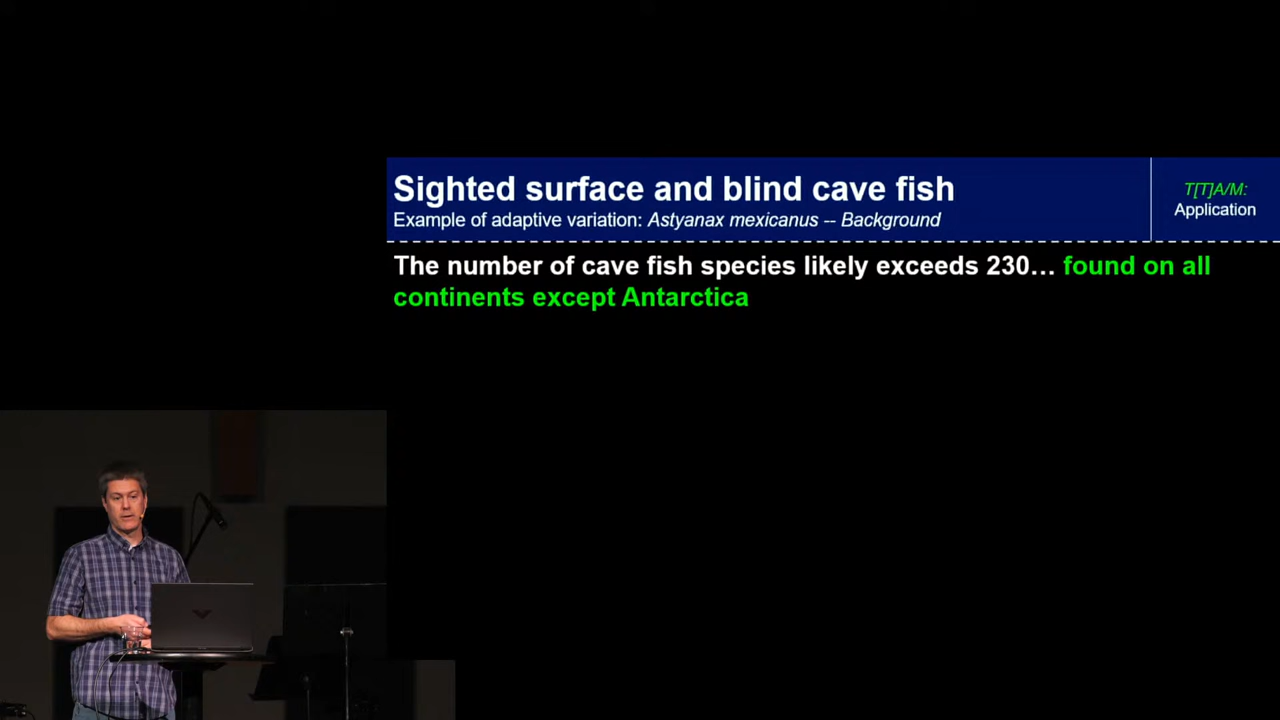 Sighted surface and blind cave fish
Example of adaptive variation: Astyanax mexicanus -- Background
T[T]A/M:
Application
The number of cave fish species likely exceeds 230… found on all
continents except Antarctica